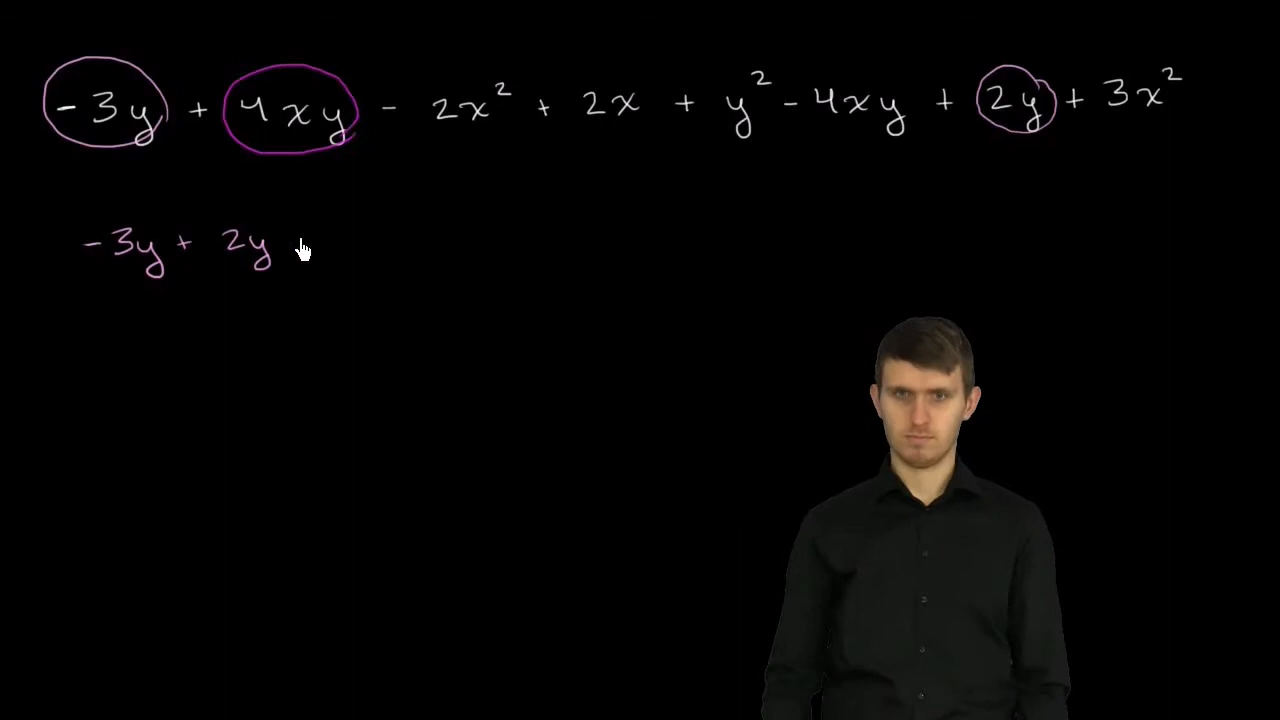 -3y + 4xy - 2x² + 2x + y² - 4xy + 2y + 3x²
-3y + 2y